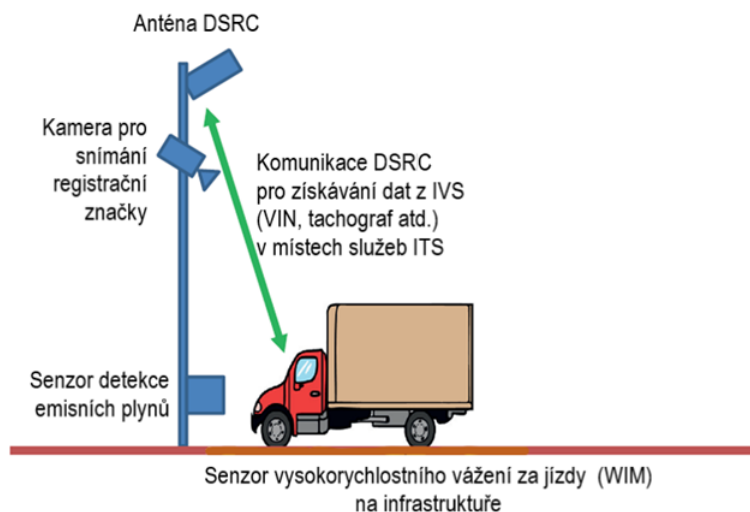 Anténa DSRC
Kamera pro
snímání
registrační
značky
Komunikace DSRC
pro získávání dat z IVS
(VIN, tachograf atd.)
v místech služeb ITS
Senzor detekce
emisních plynů
Senzor vysokorychlostního vážení za jízdy (WIM)
na infrastruktuře